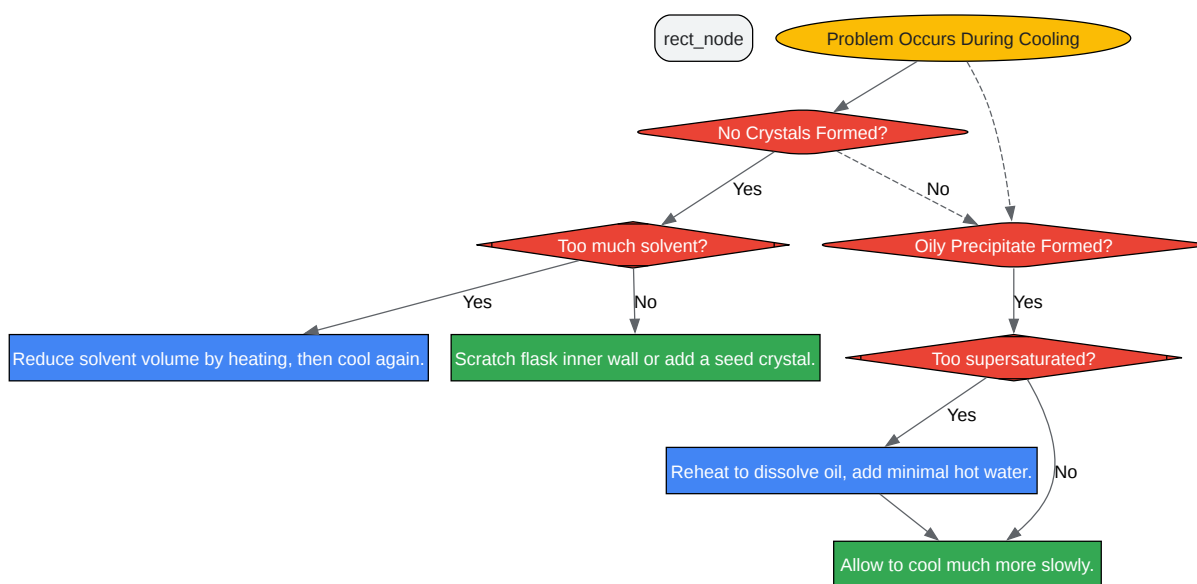 rect_node
Problem Occurs During Cooling
No Crystals Formed?
Yes
No
Too much solvent?
Oily Precipitate Formed?
Yes
No
Yes
Reduce solvent volume by heating, then cool again.
Scratch flask inner wall or add a seed crystal.
Too supersaturated?
Yes
Reheat to dissolve oil, add minimal hot water.
No
Allow to cool much more slowly.